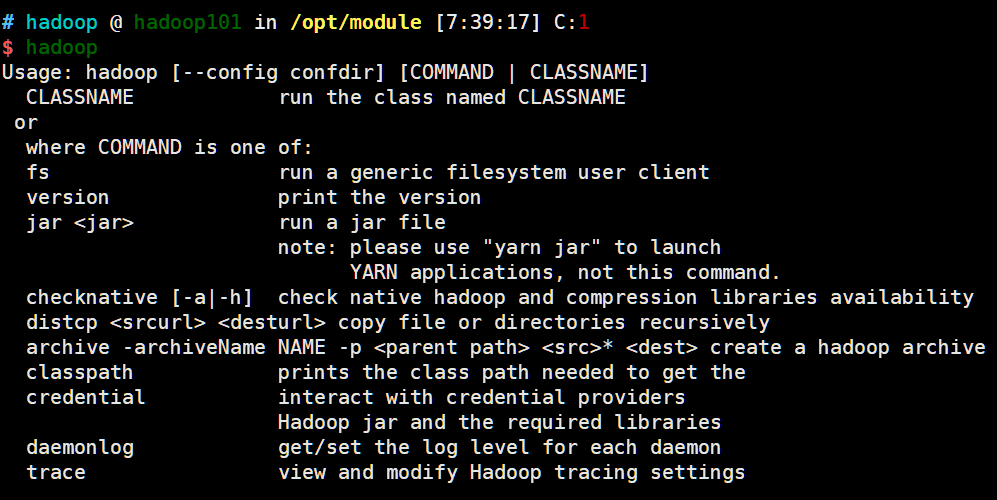 # hadoop @ hadoop101 in /opt/module [7:39:17] C:1
$ hadoop
Usage: hadoop [--config confdir] [COMMAND | CLASSNAME]
  CLASSNAME            run the class named CLASSNAME
 or
  where COMMAND is one of:
  fs                   run a generic filesystem user client
  version              print the version
  jar <jar>            run a jar file
                       note: please use "yarn jar" to launch
                             YARN applications, not this command.
  checknative [-a|-h]  check native hadoop and compression libraries availability
  distcp <srcurl> <desturl> copy file or directories recursively
  archive -archiveName NAME -p <parent path> <src>* <dest> create a hadoop archive
  classpath            prints the class path needed to get the
  credential           interact with credential providers
                       Hadoop jar and the required libraries
  daemonlog            get/set the log level for each daemon
  trace                view and modify Hadoop tracing settings